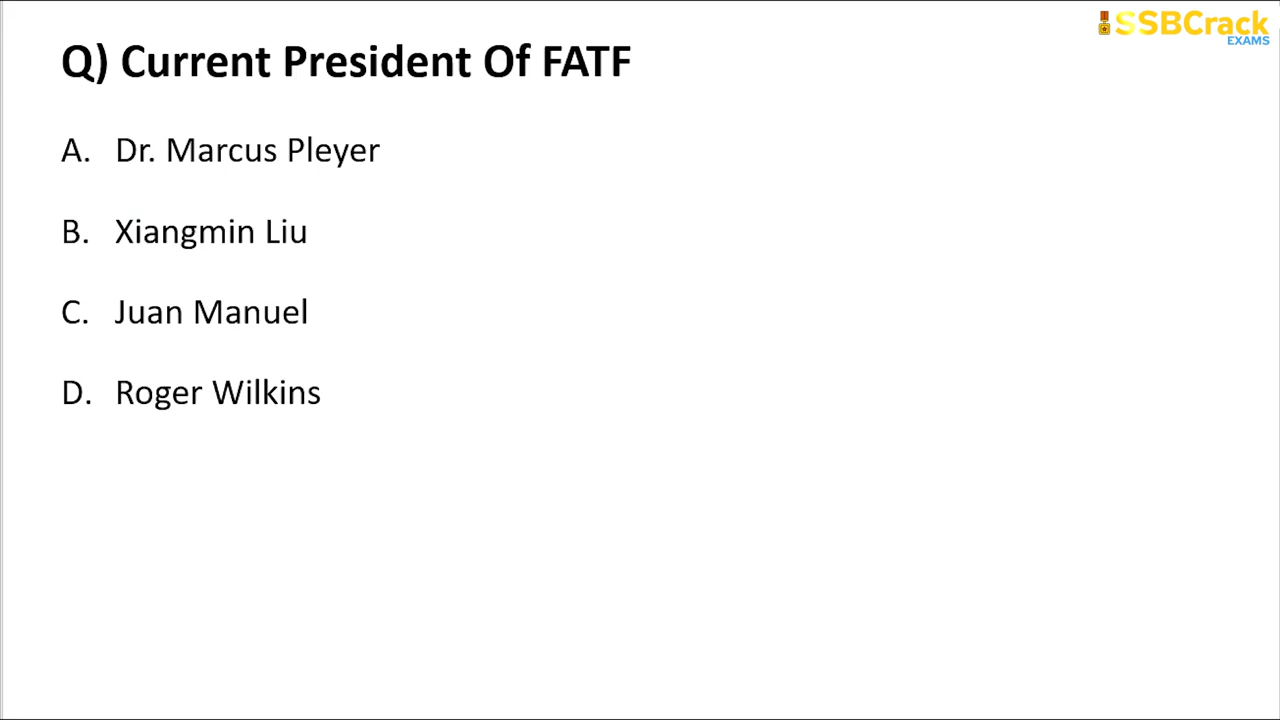 SSBCrack
EXAMS
Q) Current President Of FATF
A. Dr. Marcus Pleyer
B. Xiangmin Liu
C. Juan Manuel
D. Roger Wilkins